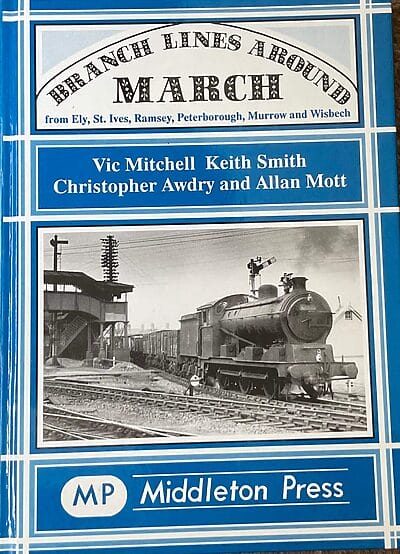 BRANCH LINES AROUND
MARCH
from Ely, St. Ives, Ramsey, Peterborough, Murrow and Wisbech
Vic Mitchell Keith Smith
Christopher Awdry and Allan Mott
MP Middleton Press